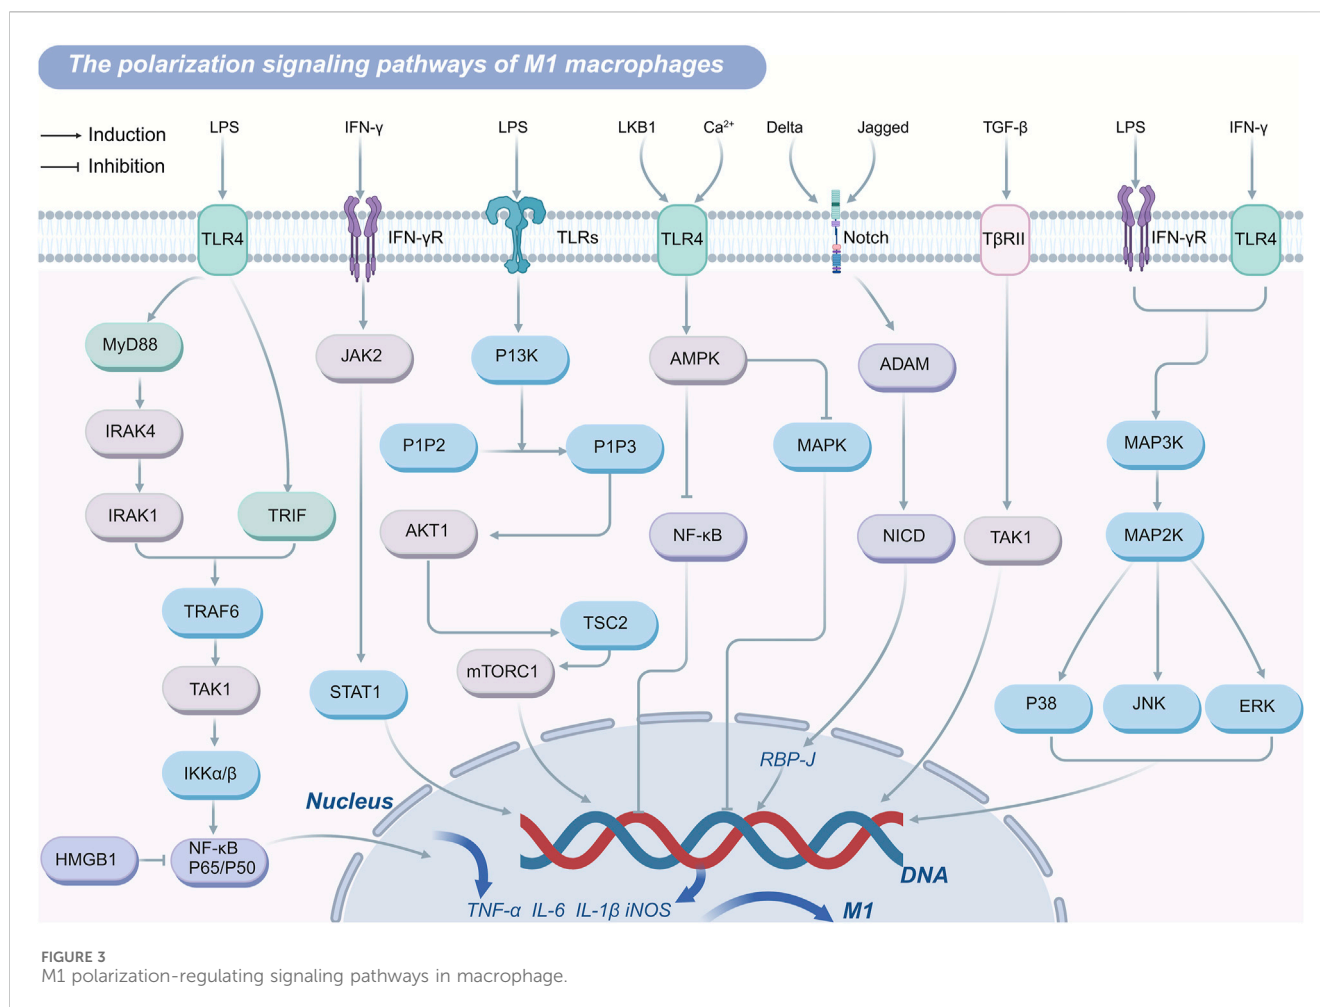 The polarization signaling pathways of M1 macrophages
Induction
Inhibition
LPS
IFN-γ
LPS
LKB1
Ca²⁺
Delta
Jagged
TGF-β
LPS
IFN-γ
TLR4
IFN-γR
TLRs
TLR4
Notch
TβRII
IFN-γR
TLR4
MyD88
JAK2
P13K
AMPK
ADAM
IRAK4
P1P2
P1P3
MAPK
MAP3K
IRAK1
TRIF
AKT1
NF-κB
NICD
TAK1
MAP2K
TRAF6
TSC2
mTORC1
TAK1
STAT1
P38
JNK
ERK
IKKα/β
RBP-J
Nucleus
HMGB1
NF-κB
P65/P50
DNA
TNF-α IL-6 IL-1β iNOS
M1
FIGURE 3
M1 polarization-regulating signaling pathways in macrophage.